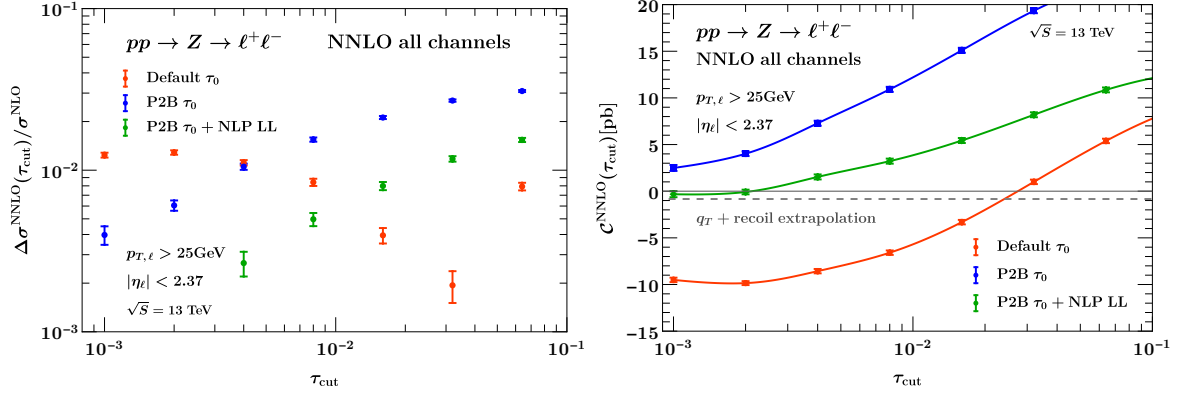 pp → Z → ℓ⁺ℓ⁻ NNLO all channels
Default τ₀
P2B τ₀
P2B τ₀ + NLP LL
p_{T,ℓ} > 25GeV
|η_ℓ| < 2.37
√S = 13 TeV
Δσ^{NNLO}(τ_cut)/σ^{NNLO}
10⁻¹
10⁻²
10⁻³
10⁻³ 10⁻² 10⁻¹
τ_cut
pp → Z → ℓ⁺ℓ⁻
√S = 13 TeV
NNLO all channels
p_{T,ℓ} > 25GeV
|η_ℓ| < 2.37
q_T + recoil extrapolation
Default τ₀
P2B τ₀
P2B τ₀ + NLP LL
𝒞^{NNLO}(τ_cut)[pb]
20
15
10
5
0
−5
−10
−15
10⁻³ 10⁻² 10⁻¹
τ_cut